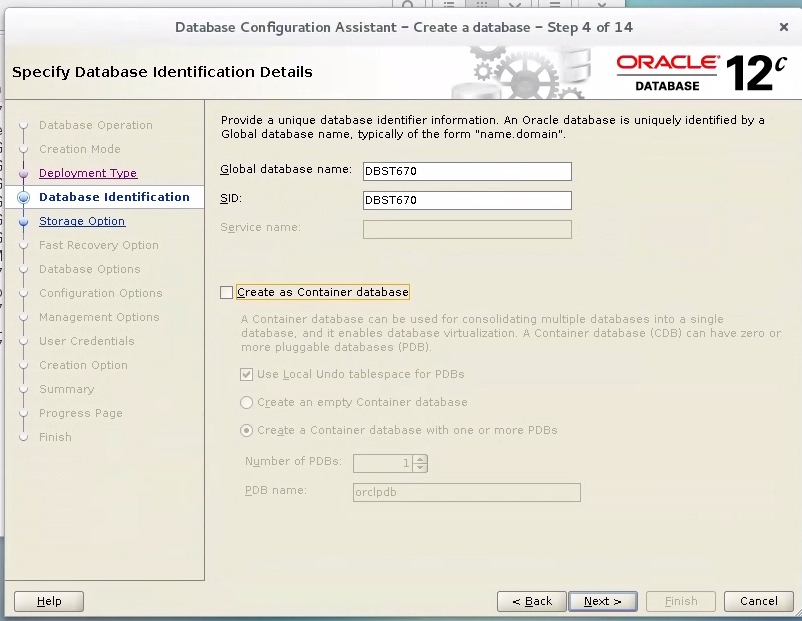 Database Configuration Assistant – Create a database – Step 4 of 14
Specify Database Identification Details
ORACLE
DATABASE
12c
Database Operation
Creation Mode
Deployment Type
Database Identification
Storage Option
Fast Recovery Option
Database Options
Configuration Options
Management Options
User Credentials
Creation Option
Summary
Progress Page
Finish
Provide a unique database identifier information. An Oracle database is uniquely identified by a
Global database name, typically of the form "name.domain".
Global database name: DBST670
SID: DBST670
Service name:
Create as Container database
A Container database can be used for consolidating multiple databases into a single
database, and it enables database virtualization. A Container database (CDB) can have zero or
more pluggable databases (PDB).
Use Local Undo tablespace for PDBs
Create an empty Container database
Create a Container database with one or more PDBs
Number of PDBs: 1
PDB name: orclpdb
Help
< Back
Next >
Finish
Cancel